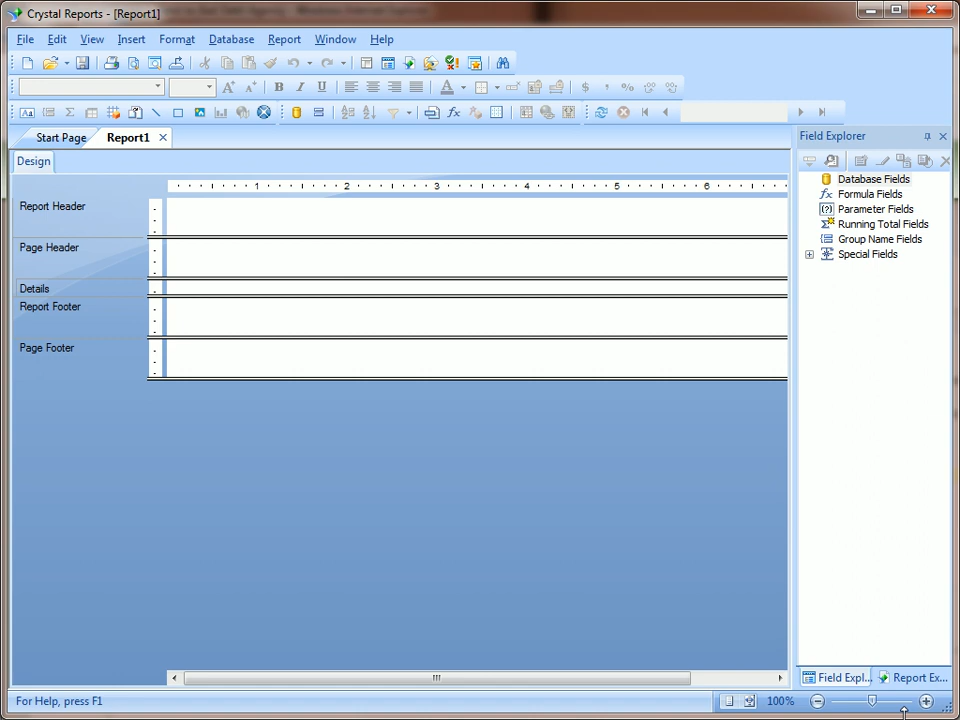 Crystal Reports - [Report1]
File Edit View Insert Format Database Report Window Help
Start Page Report1
Field Explorer
Design
1 2 3 4 5 6
Database Fields
Formula Fields
Parameter Fields
Running Total Fields
Group Name Fields
Special Fields
Report Header
Page Header
Details
Report Footer
Page Footer
Field Expl... Report Ex...
For Help, press F1
100%